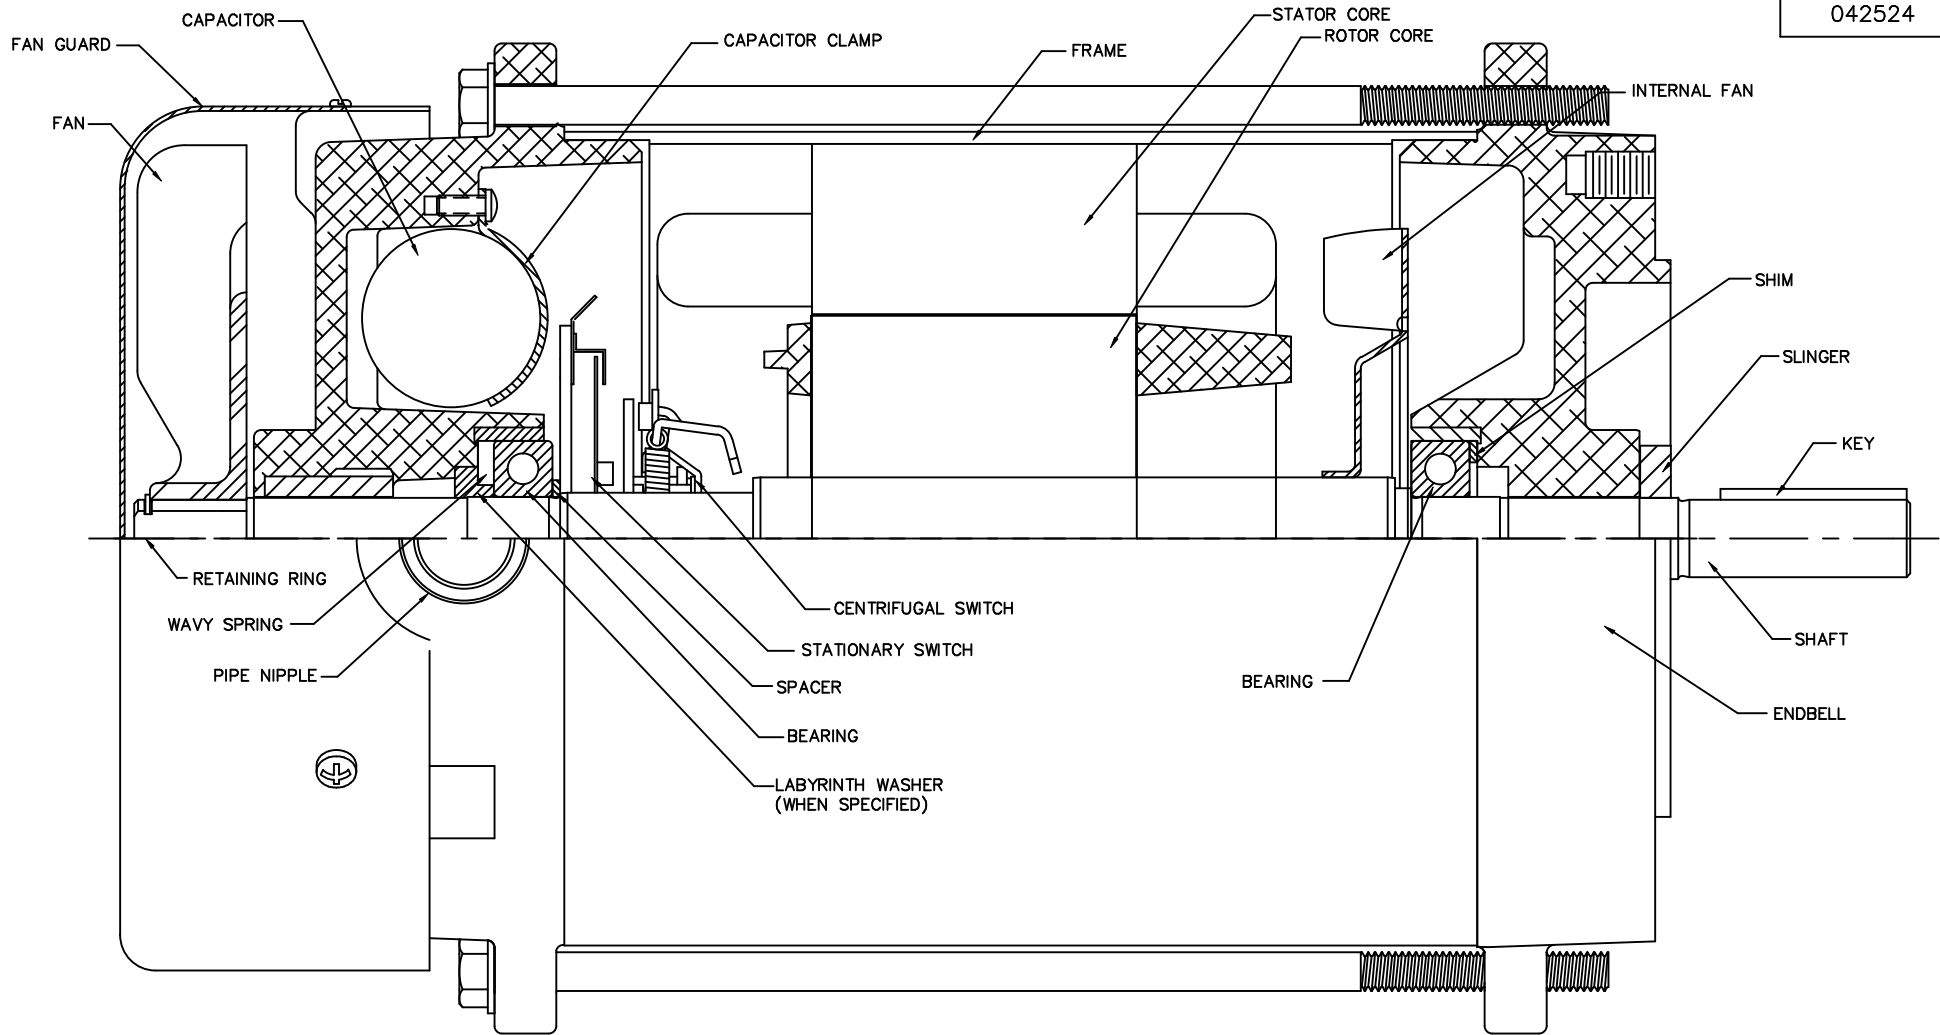 042524
CAPACITOR
STATOR CORE
ROTOR CORE
FAN GUARD
CAPACITOR CLAMP
FRAME
INTERNAL FAN
FAN
SHIM
SLINGER
KEY
RETAINING RING
WAVY SPRING
PIPE NIPPLE
CENTRIFUGAL SWITCH
STATIONARY SWITCH
SPACER
BEARING
LABYRINTH WASHER
(WHEN SPECIFIED)
BEARING
SHAFT
ENDBELL